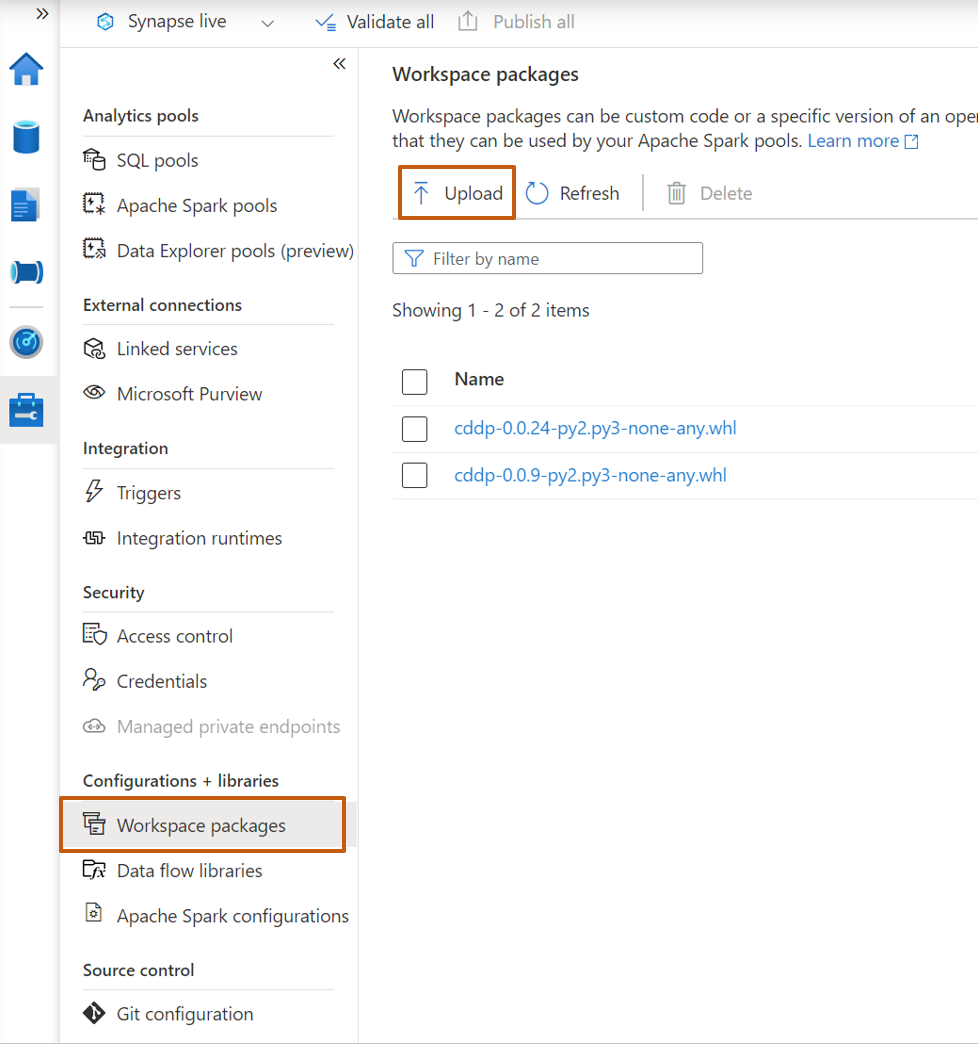 Synapse live
Validate all
Publish all
Analytics pools
SQL pools
Apache Spark pools
Data Explorer pools (preview)
External connections
Linked services
Microsoft Purview
Integration
Triggers
Integration runtimes
Security
Access control
Credentials
Managed private endpoints
Configurations + libraries
Workspace packages
Data flow libraries
Apache Spark configurations
Source control
Git configuration
Workspace packages
Workspace packages can be custom code or a specific version of an
that they can be used by your Apache Spark pools. Learn more
Upload
Refresh
Delete
Filter by name
Showing 1 - 2 of 2 items
Name
cddp-0.0.24-py2.py3-none-any.whl
cddp-0.0.9-py2.py3-none-any.whl